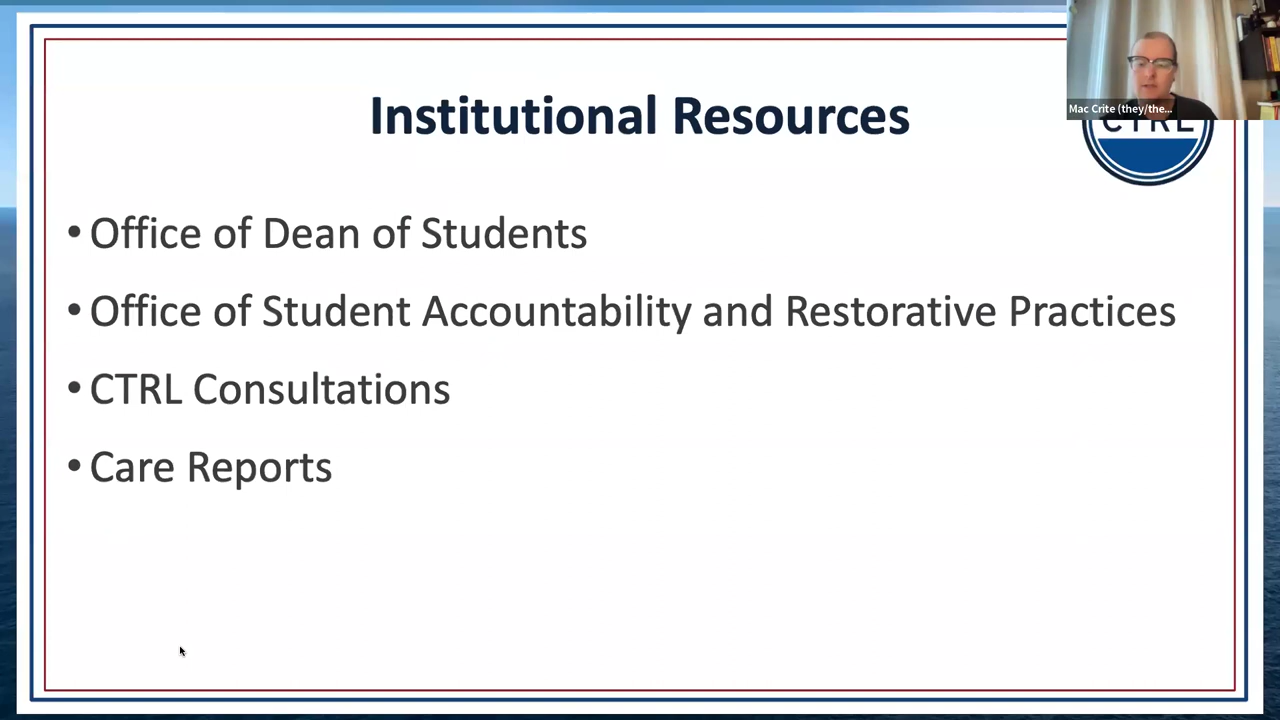 Institutional Resources
Mac Crite (they/the...
CTRL
• Office of Dean of Students
• Office of Student Accountability and Restorative Practices
• CTRL Consultations
• Care Reports